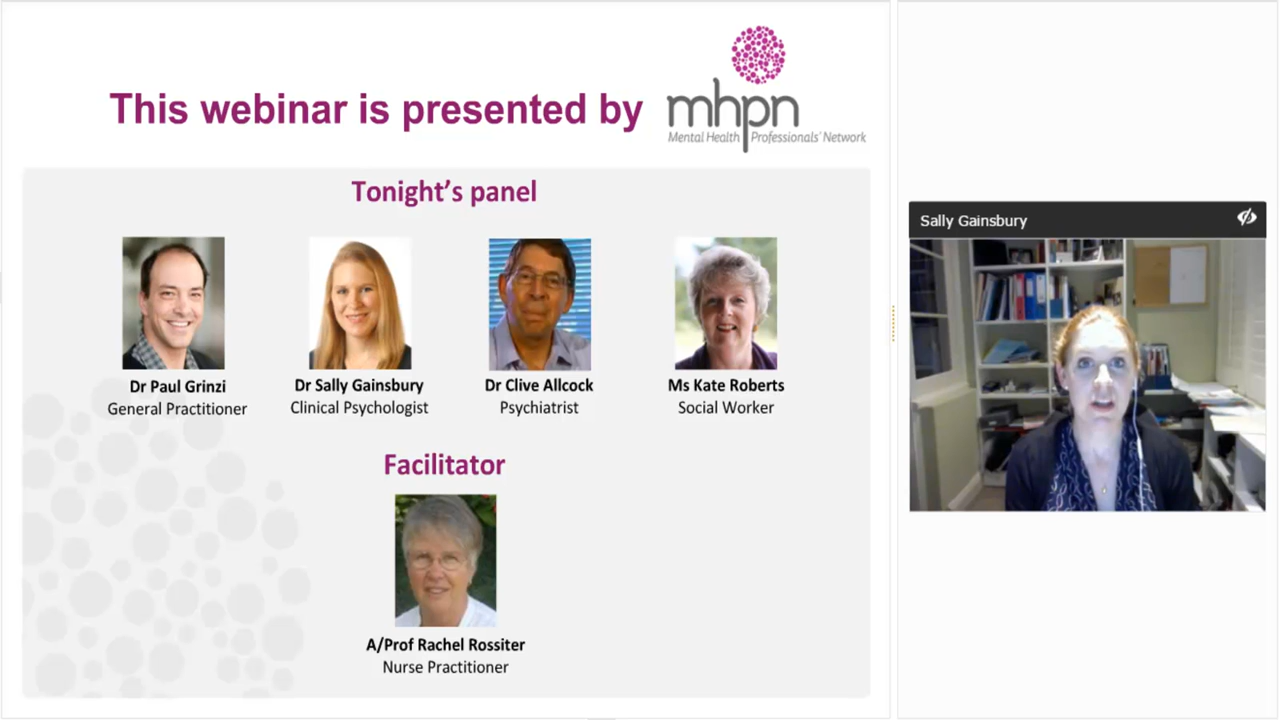 This webinar is presented by
mhpn
Mental Health Professionals' Network
Tonight's panel
Dr Paul Grinzi
General Practitioner
Dr Sally Gainsbury
Clinical Psychologist
Dr Clive Allcock
Psychiatrist
Ms Kate Roberts
Social Worker
Facilitator
A/Prof Rachel Rossiter
Nurse Practitioner
Sally Gainsbury